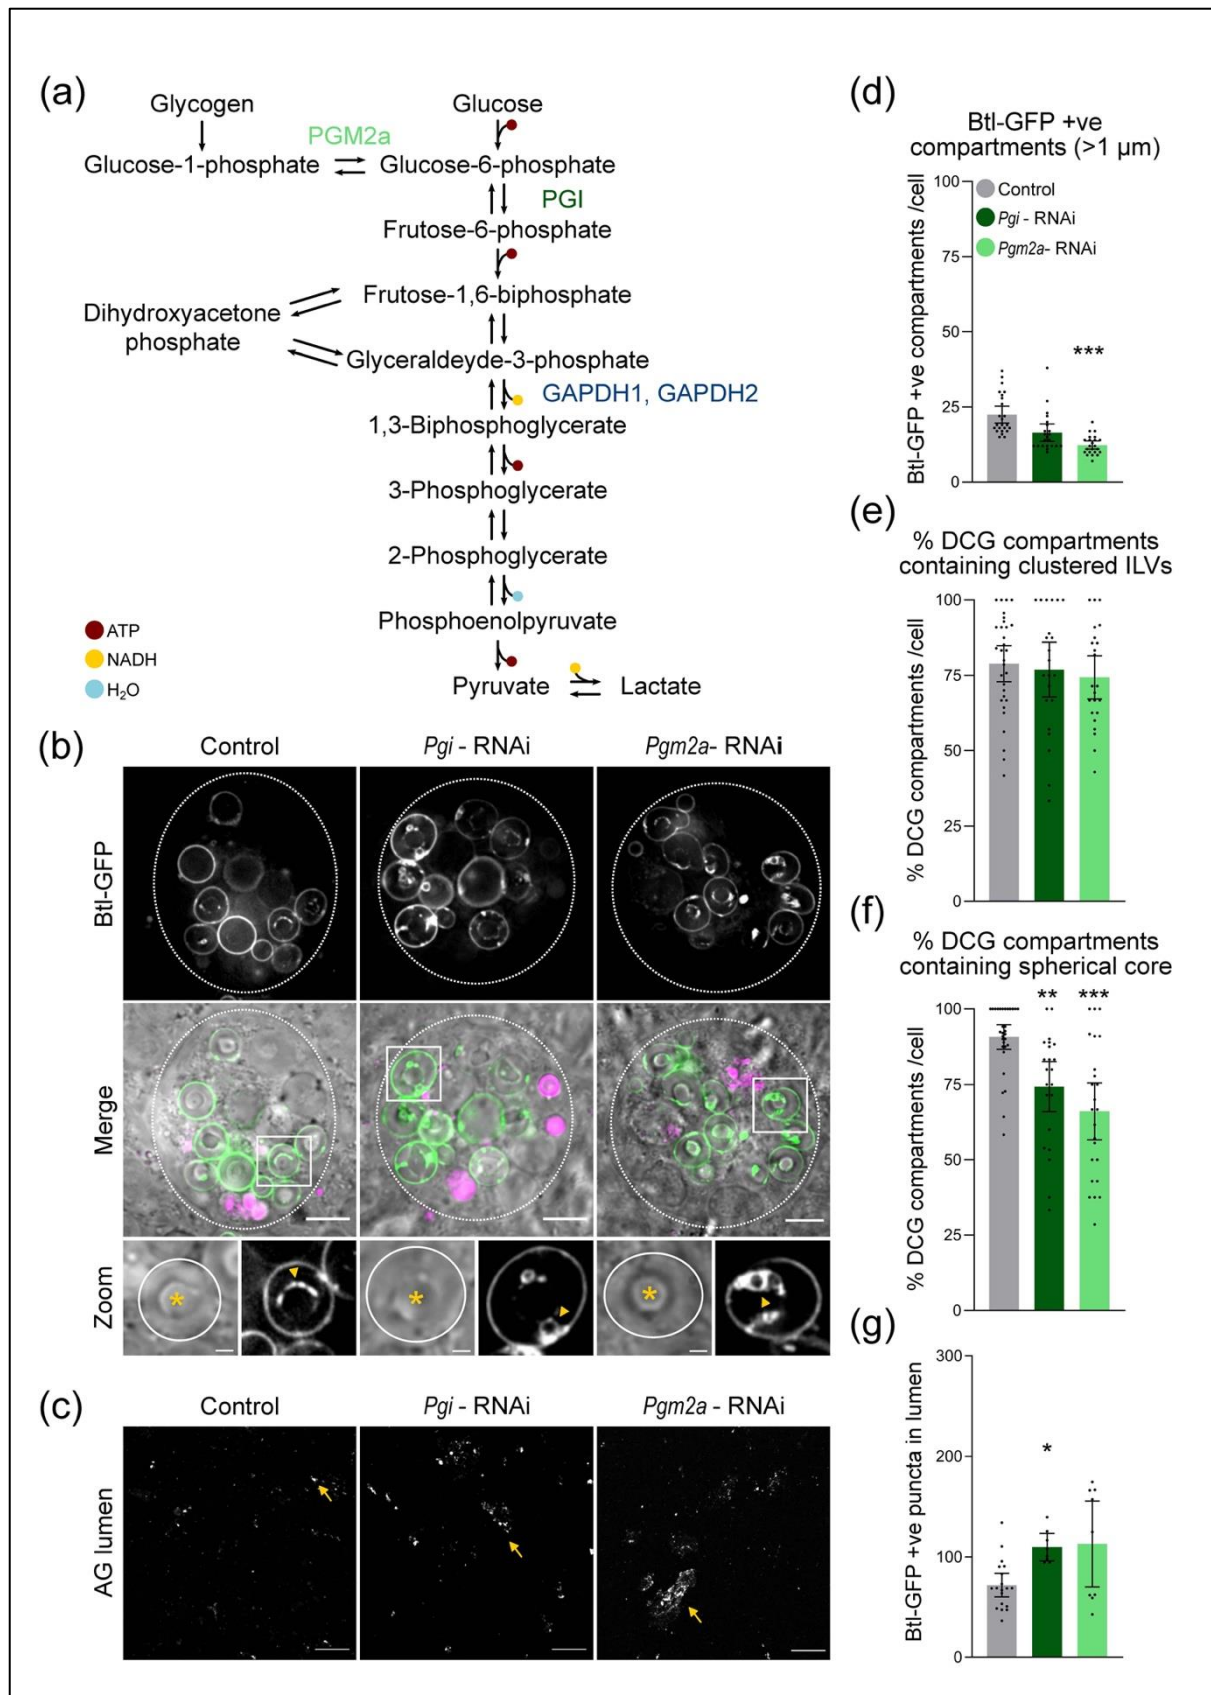 (a)
Glycogen
Glucose
PGM2a
Glucose-1-phosphate
Glucose-6-phosphate
PGI
Frutose-6-phosphate
Frutose-1,6-biphosphate
Dihydroxyacetone
phosphate
Glyceraldeyde-3-phosphate
GAPDH1, GAPDH2
1,3-Biphosphoglycerate
3-Phosphoglycerate
2-Phosphoglycerate
Phosphoenolpyruvate
Pyruvate
Lactate
ATP
NADH
H₂O
(b)
Control
Pgi - RNAi
Pgm2a- RNAi
Btl-GFP
Merge
Zoom
*
*
*
(c)
Control
Pgi - RNAi
Pgm2a - RNAi
AG lumen
(d)
Btl-GFP +ve
compartments (>1 µm)
Btl-GFP +ve compartments /cell
100
75
50
25
0
Control
Pgi - RNAi
Pgm2a- RNAi
***
(e)
% DCG compartments
containing clustered ILVs
% DCG compartments /cell
100
75
50
25
0
(f)
% DCG compartments
containing spherical core
% DCG compartments /cell
100
75
50
25
0
**
***
(g)
Btl-GFP +ve puncta in lumen
300
200
100
0
*